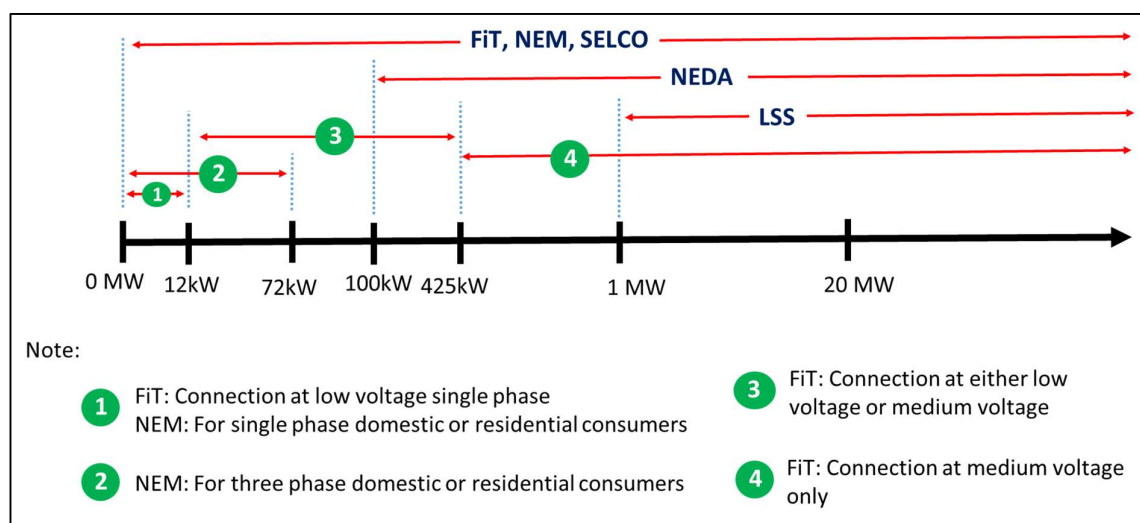 FiT, NEM, SELCO
NEDA
LSS
3
4
2
1
0 MW
12kW
72kW
100kW
425kW
1 MW
20 MW
Note:
1
FiT: Connection at low voltage single phase
NEM: For single phase domestic or residential consumers
2
NEM: For three phase domestic or residential consumers
3
FiT: Connection at either low
voltage or medium voltage
4
FiT: Connection at medium voltage
only